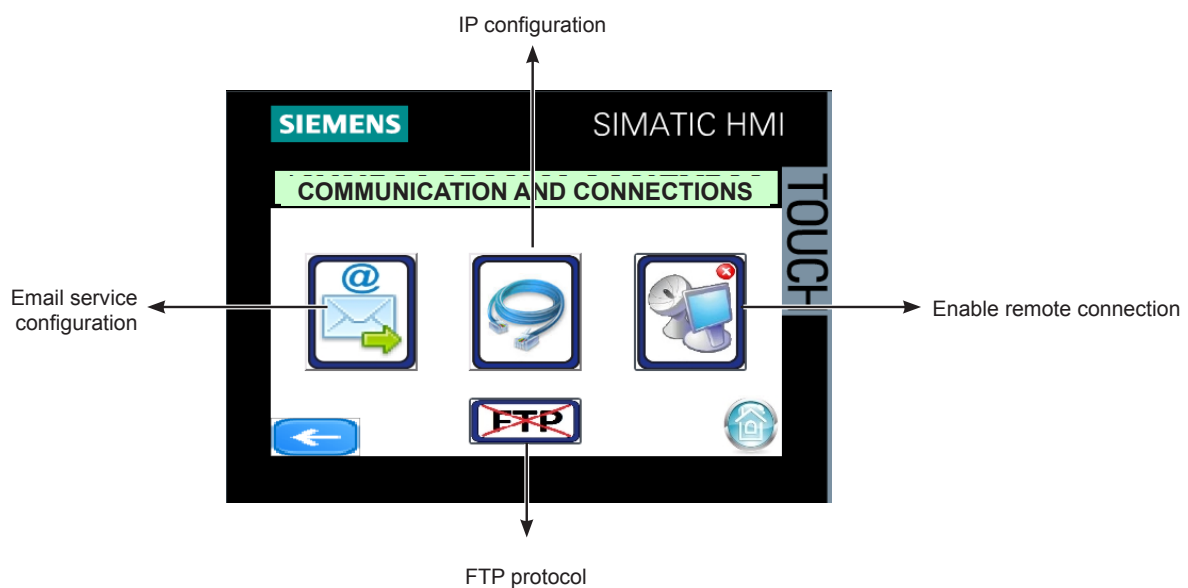 IP configuration
SIEMENS
SIMATIC HMI
TOUCH
COMMUNICATION AND CONNECTIONS
@
Email service
configuration
Enable remote connection
FTP
FTP protocol